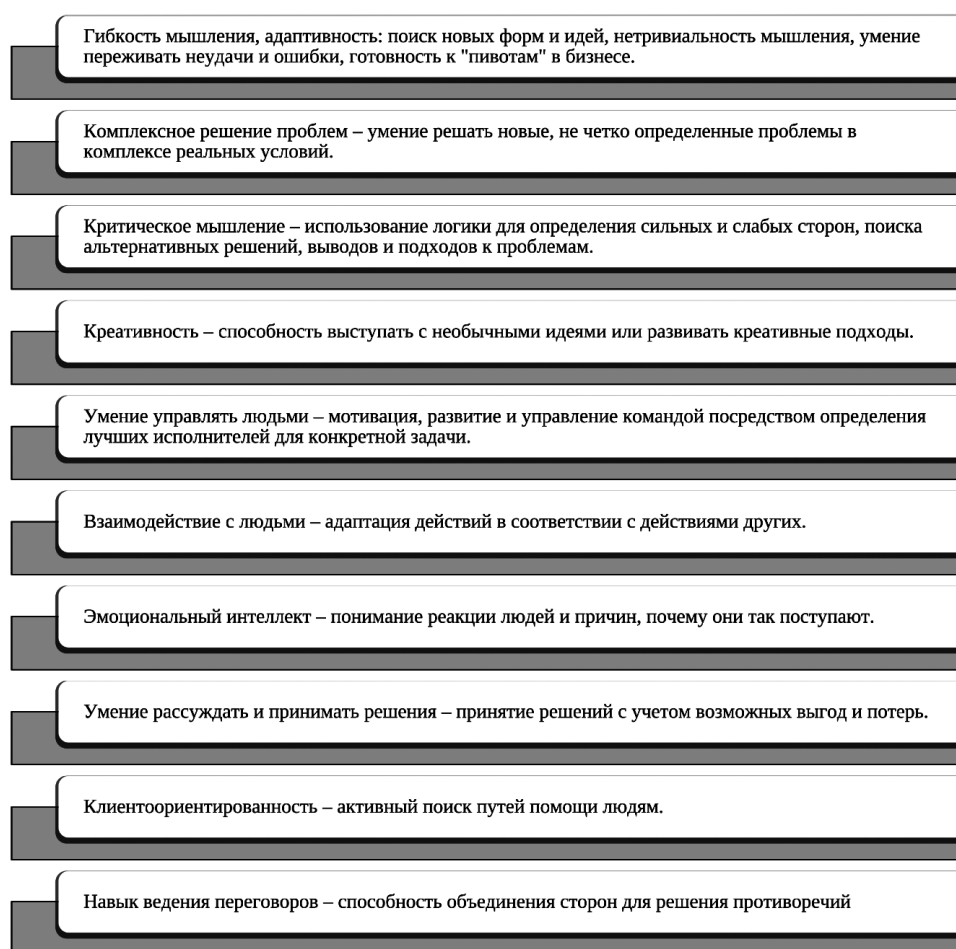 Гибкость мышления, адаптивность: поиск новых форм и идей, нетривиальность мышления, умение
переживать неудачи и ошибки, готовность к "пивотам" в бизнесе.
Комплексное решение проблем – умение решать новые, не четко определенные проблемы в
комплексе реальных условий.
Критическое мышление – использование логики для определения сильных и слабых сторон, поиска
альтернативных решений, выводов и подходов к проблемам.
Креативность – способность выступать с необычными идеями или развивать креативные подходы.
Умение управлять людьми – мотивация, развитие и управление командой посредством определения
лучших исполнителей для конкретной задачи.
Взаимодействие с людьми – адаптация действий в соответствии с действиями других.
Эмоциональный интеллект – понимание реакции людей и причин, почему они так поступают.
Умение рассуждать и принимать решения – принятие решений с учетом возможных выгод и потерь.
Клиентоориентированность – активный поиск путей помощи людям.
Навык ведения переговоров – способность объединения сторон для решения противоречий